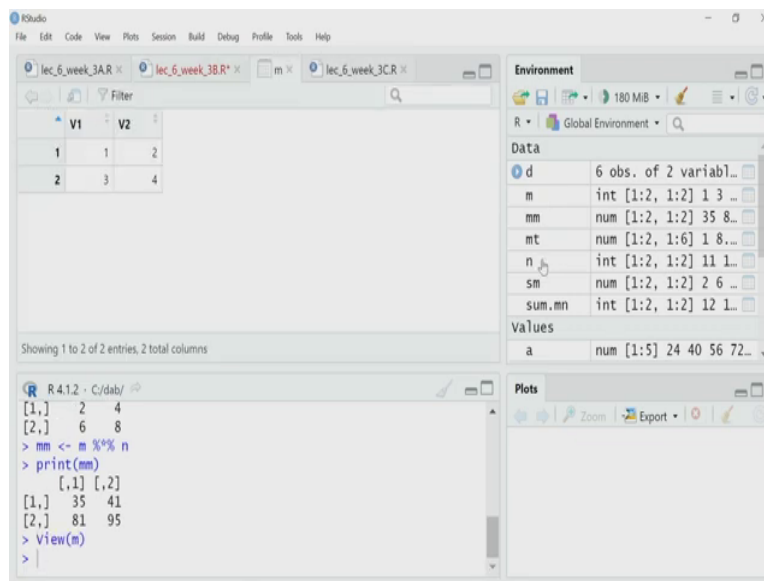 RStudio
File Edit Code View Plots Session Build Debug Profile Tools Help
lec_6_week_3A.R × lec_6_week_3B.R* × m × lec_6_week_3C.R ×
Filter
V1 V2
1 1 2
2 3 4
Showing 1 to 2 of 2 entries, 2 total columns
R 4.1.2 · C:/dab/
[1,] 2 4
[2,] 6 8
> mm <- m %*% n
> print(mm)
[,1] [,2]
[1,] 35 41
[2,] 81 95
> View(m)
>
Environment
180 MiB
R Global Environment
Data
d 6 obs. of 2 variabl…
m int [1:2, 1:2] 1 3 …
mm num [1:2, 1:2] 35 8…
mt num [1:2, 1:6] 1 8.…
n int [1:2, 1:2] 11 1…
sm num [1:2, 1:2] 2 6 …
sum.mn int [1:2, 1:2] 12 1…
Values
a num [1:5] 24 40 56 72…
Plots
Zoom Export